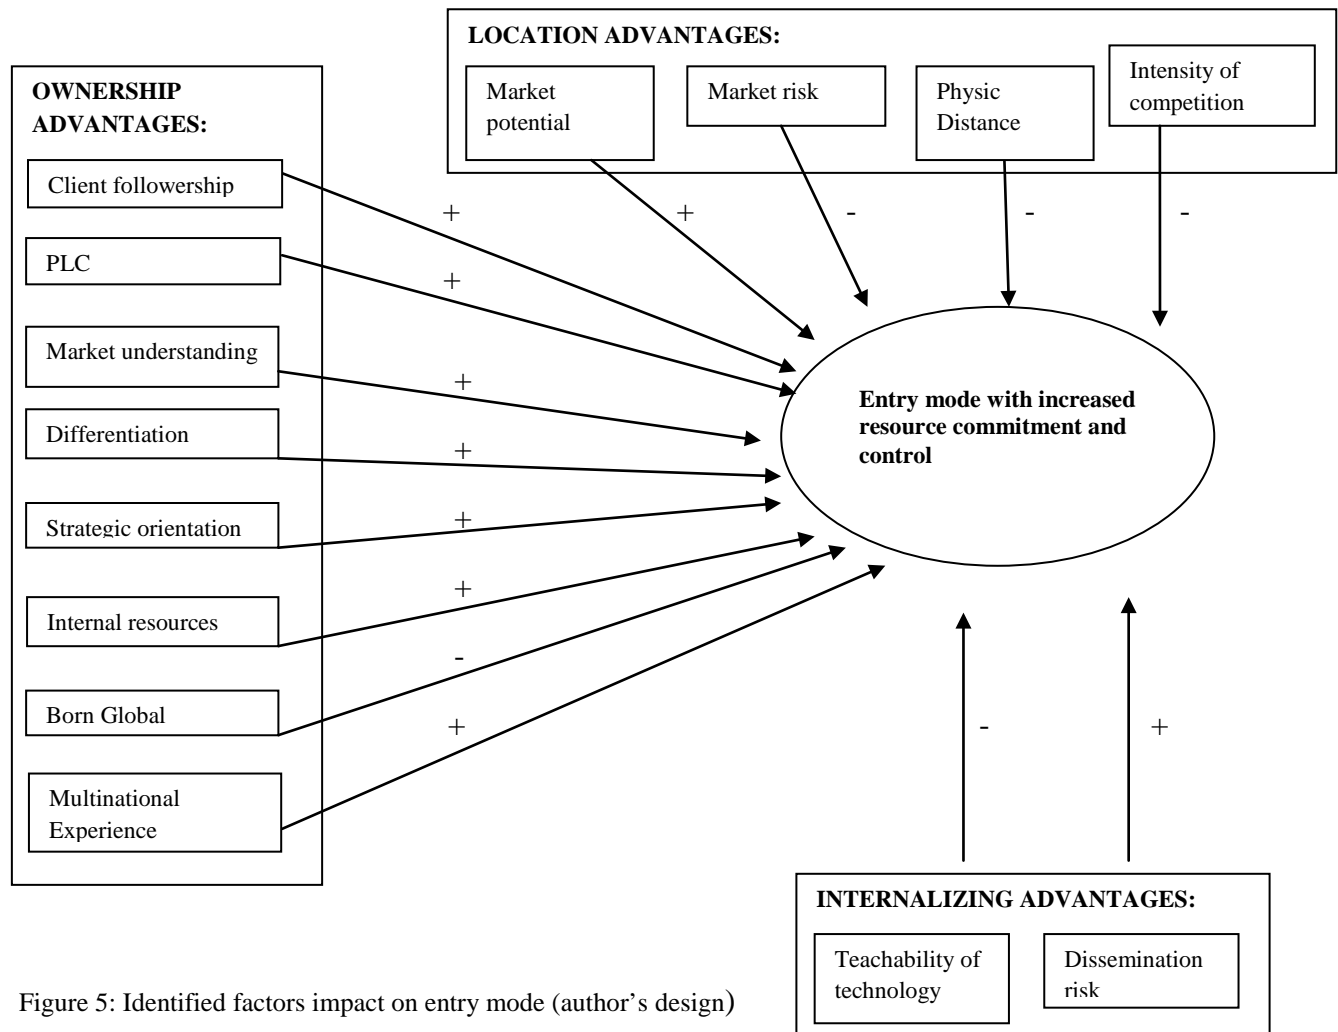 LOCATION ADVANTAGES:
Market
potential
Market risk
Physic
Distance
Intensity of
competition
OWNERSHIP
ADVANTAGES:
Client followership
PLC
Market understanding
Differentiation
Strategic orientation
Internal resources
Born Global
Multinational
Experience
+
+
-
-
-
+
+
+
+
+
-
+
Entry mode with increased
resource commitment and
control
-
+
INTERNALIZING ADVANTAGES:
Teachability of
technology
Dissemination
risk
Figure 5: Identified factors impact on entry mode (author’s design)